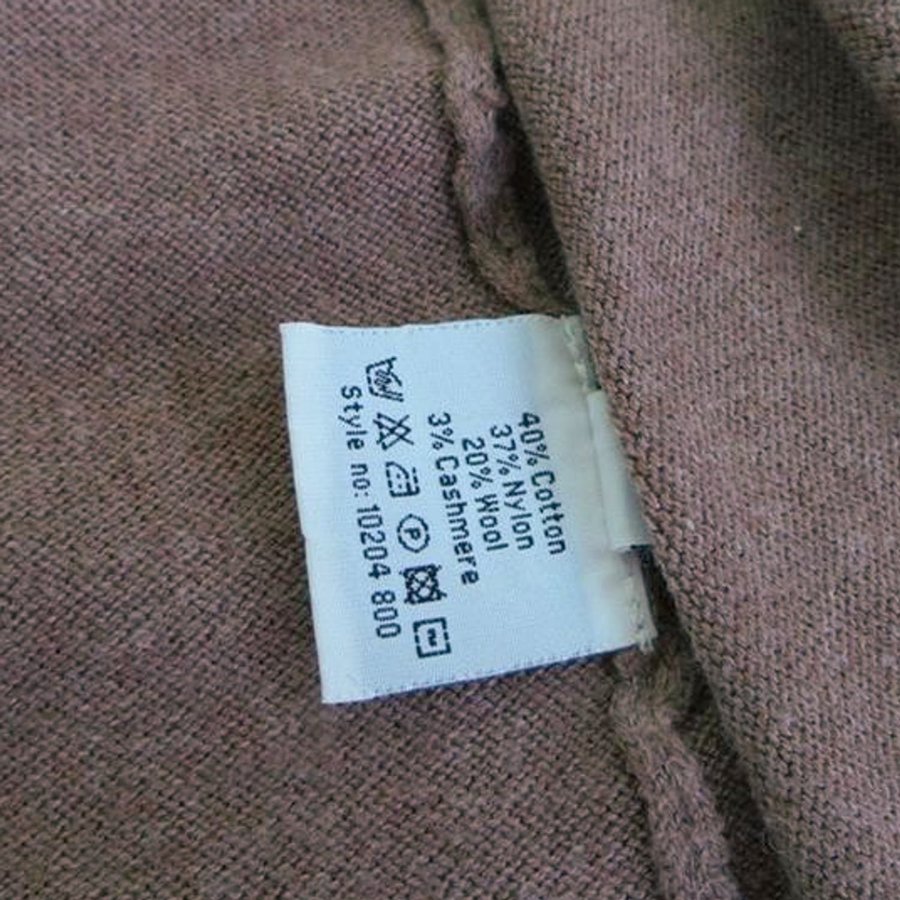 40% Cotton
37% Nylon
20% Wool
3% Cashmere
P
Style no: 10204 800